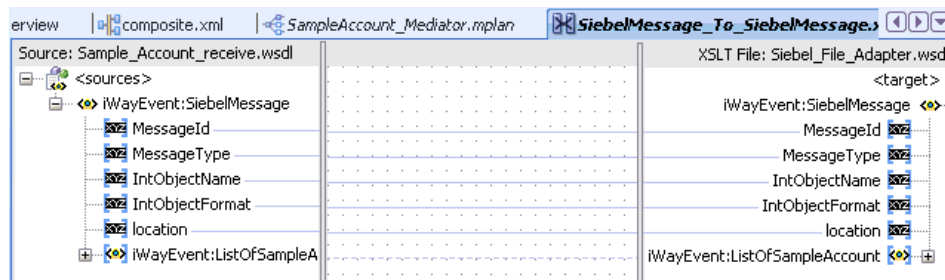 erview composite.xml SampleAccount_Mediator.mplan SiebelMessage_To_SiebelMessage.x
Source: Sample_Account_receive.wsdl XSLT File: Siebel_File_Adapter.wsd
<sources> <target>
iWayEvent:SiebelMessage iWayEvent:SiebelMessage
MessageId MessageId
MessageType MessageType
IntObjectName IntObjectName
IntObjectFormat IntObjectFormat
location location
iWayEvent:ListOfSampleA iWayEvent:ListOfSampleAccount